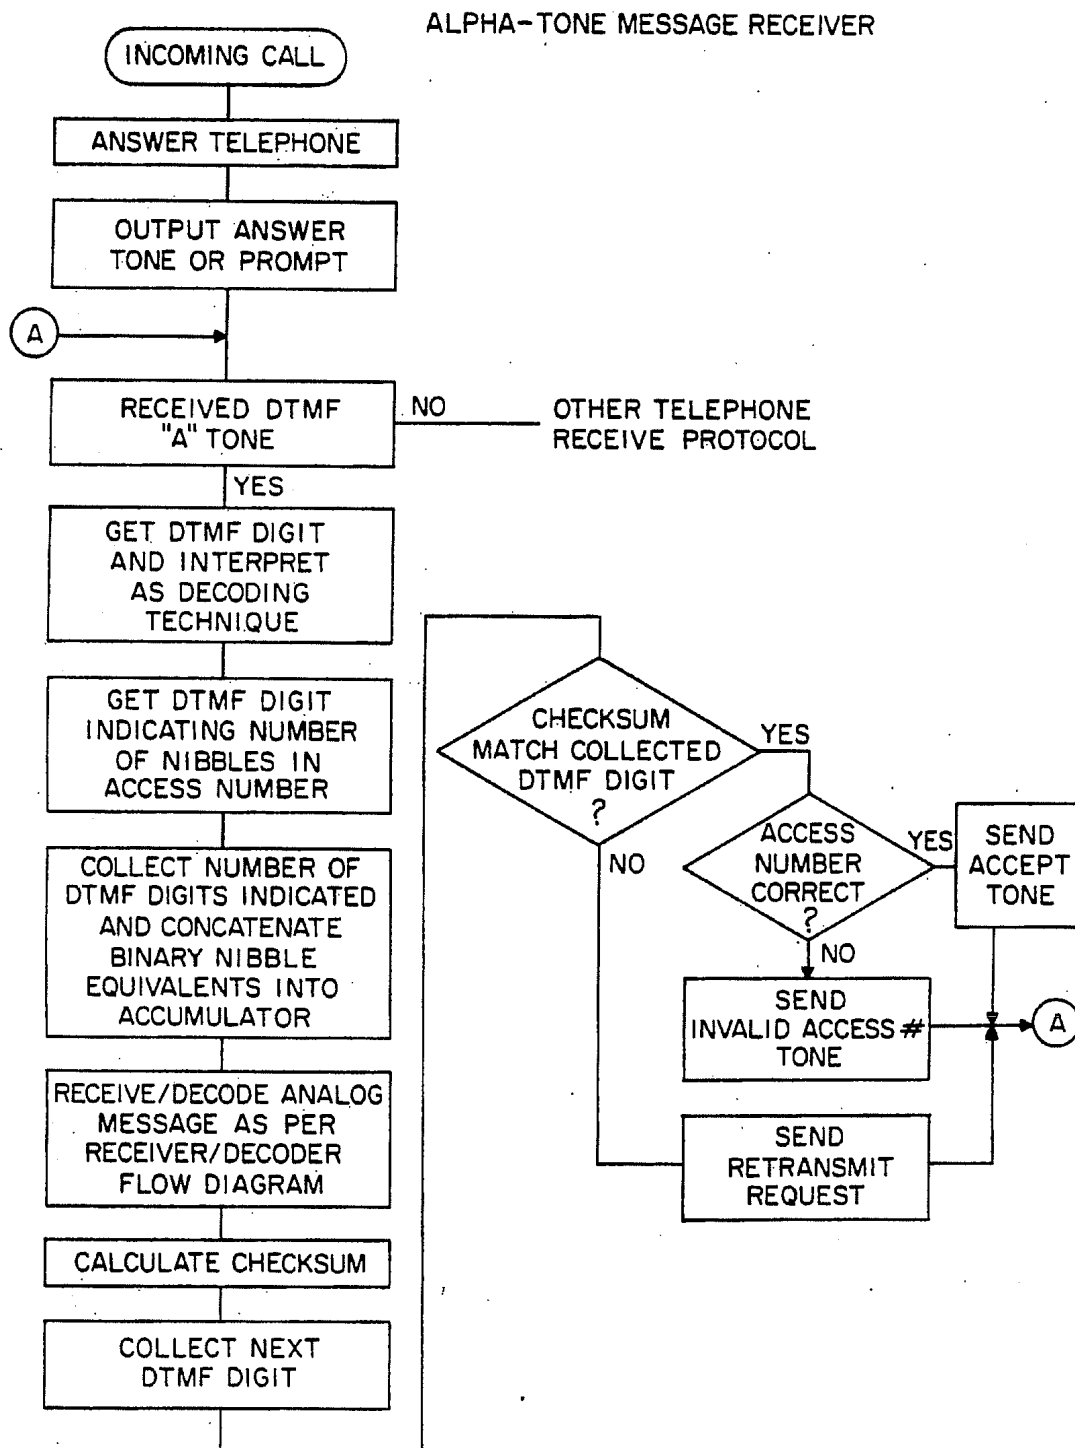 ALPHA-TONE MESSAGE RECEIVER
INCOMING CALL
ANSWER TELEPHONE
OUTPUT ANSWER
TONE OR PROMPT
A
RECEIVED DTMF
"A" TONE
NO
OTHER TELEPHONE
RECEIVE PROTOCOL
YES
GET DTMF DIGIT
AND INTERPRET
AS DECODING
TECHNIQUE
GET DTMF DIGIT
INDICATING NUMBER
OF NIBBLES IN
ACCESS NUMBER
COLLECT NUMBER OF
DTMF DIGITS INDICATED
AND CONCATENATE
BINARY NIBBLE
EQUIVALENTS INTO
ACCUMULATOR
RECEIVE/DECODE ANALOG
MESSAGE AS PER
RECEIVER/DECODER
FLOW DIAGRAM
CALCULATE CHECKSUM
COLLECT NEXT
DTMF DIGIT
CHECKSUM
MATCH COLLECTED
DTMF DIGIT
?
YES
NO
ACCESS
NUMBER
CORRECT
?
YES
NO
SEND
ACCEPT
TONE
SEND
INVALID ACCESS #
TONE
A
SEND
RETRANSMIT
REQUEST